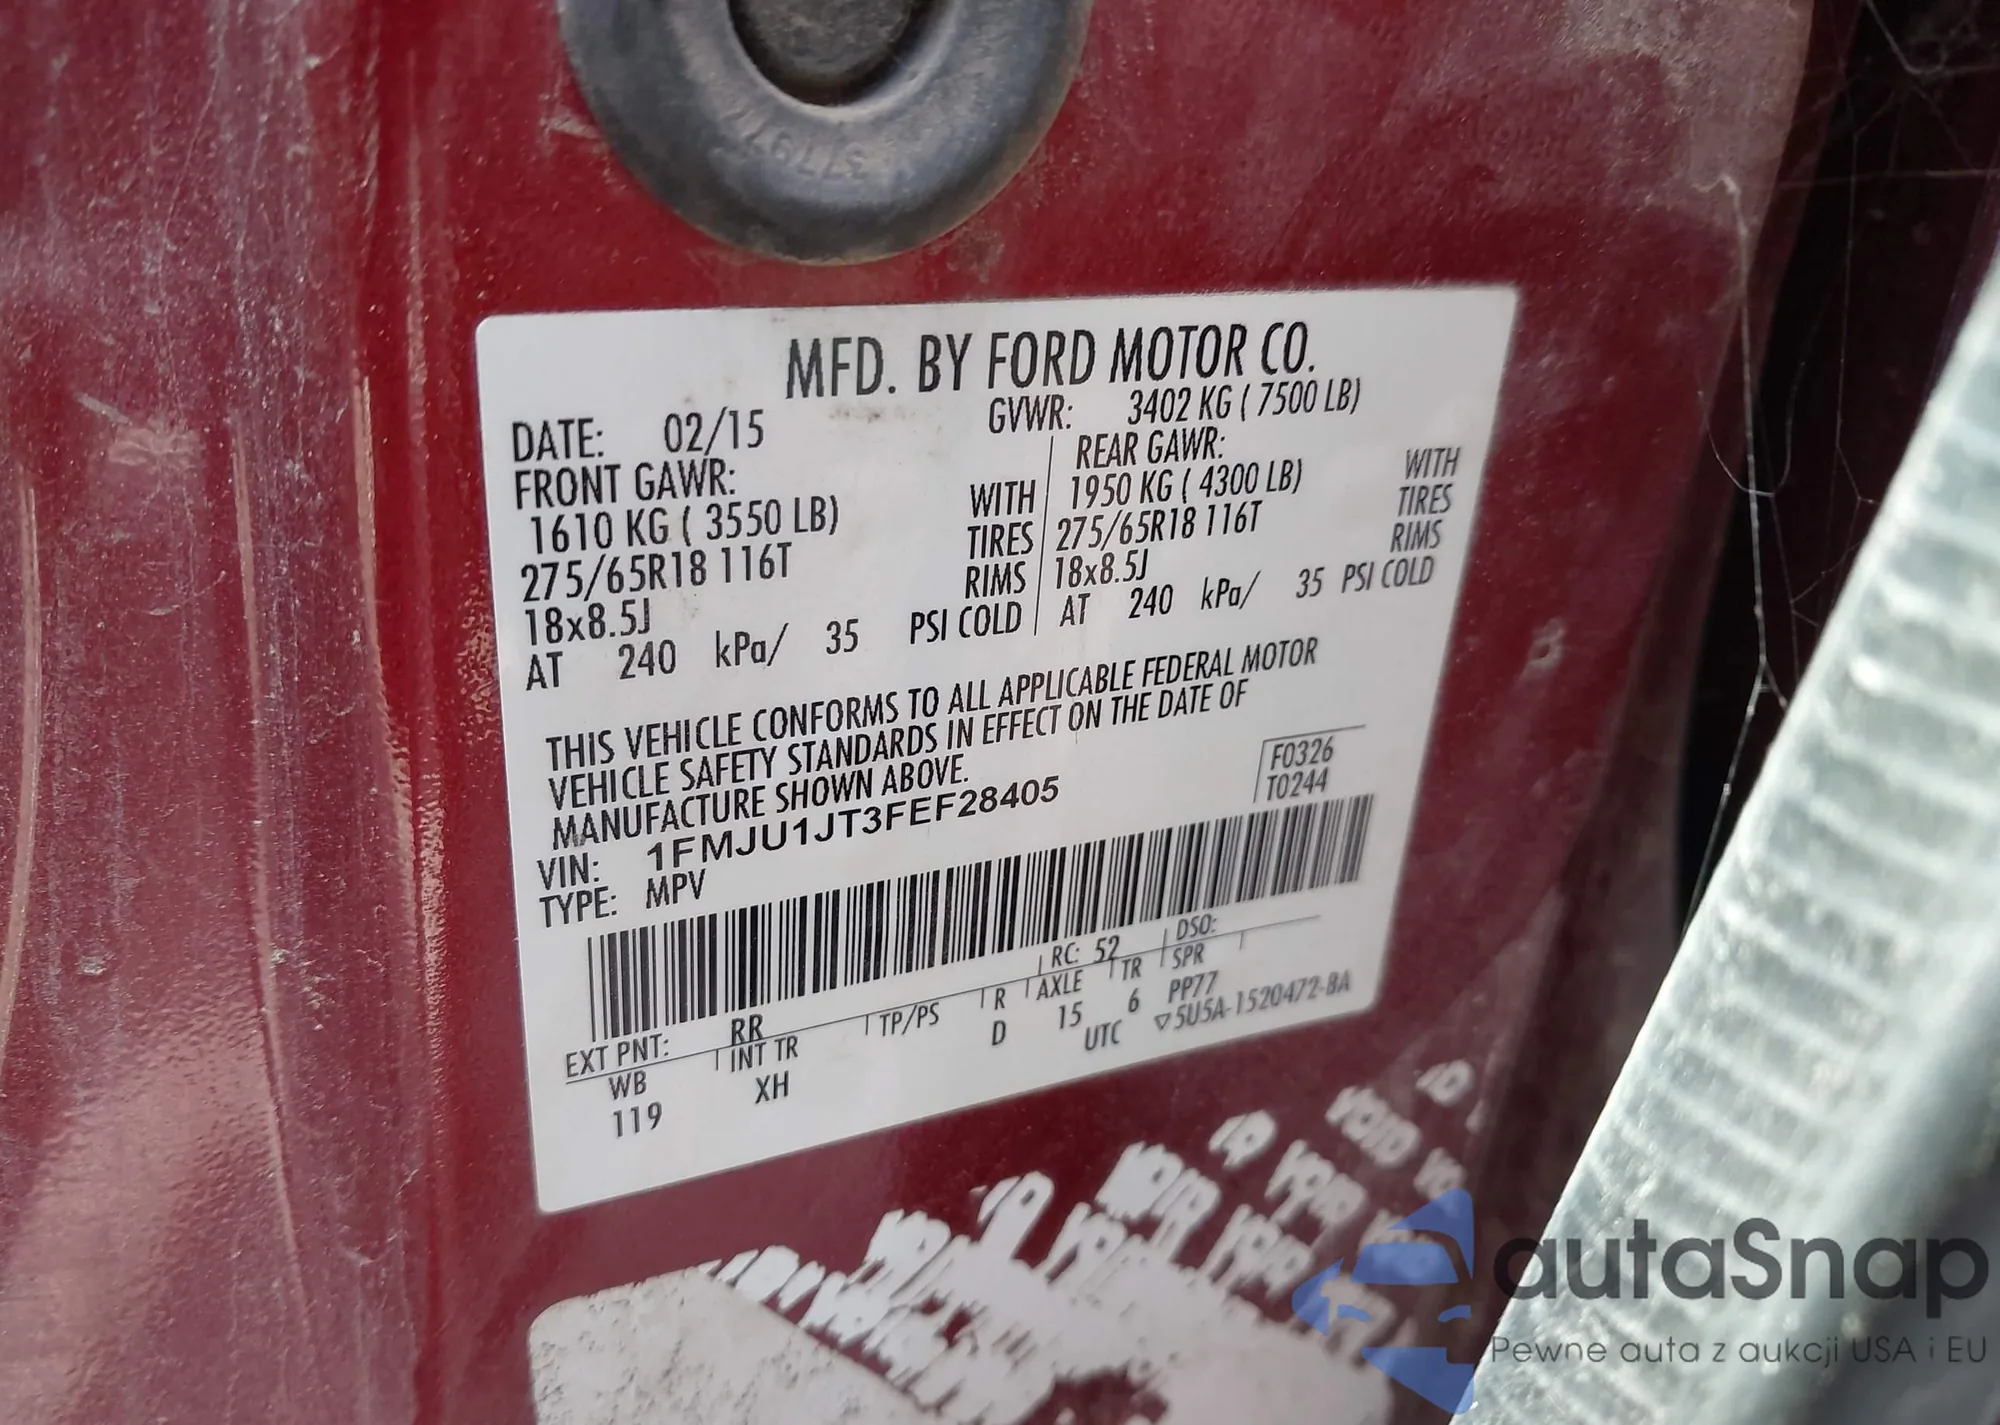 37797
MFD. BY FORD MOTOR CO.
DATE: 02/15 GVWR: 3402 KG ( 7500 LB)
FRONT GAWR: REAR GAWR:
1610 KG ( 3550 LB) WITH 1950 KG ( 4300 LB) WITH
275/65R18 116T TIRES 275/65R18 116T TIRES
18x8.5J RIMS 18x8.5J RIMS
AT 240 kPa/ 35 PSI COLD AT 240 kPa/ 35 PSI COLD
THIS VEHICLE CONFORMS TO ALL APPLICABLE FEDERAL MOTOR
VEHICLE SAFETY STANDARDS IN EFFECT ON THE DATE OF
MANUFACTURE SHOWN ABOVE.
F0326
VIN: 1FMJU1JT3FEF28405 T0244
TYPE: MPV
EXT PNT: RR RC: 52 DSO:
WB INT TR TP/PS R AXLE TR SPR
119 XH D 15 6 PP77
UTC ▽5U5A-1520472-BA
VOID
autaSnap
Pewne auta z aukcji USA i EU